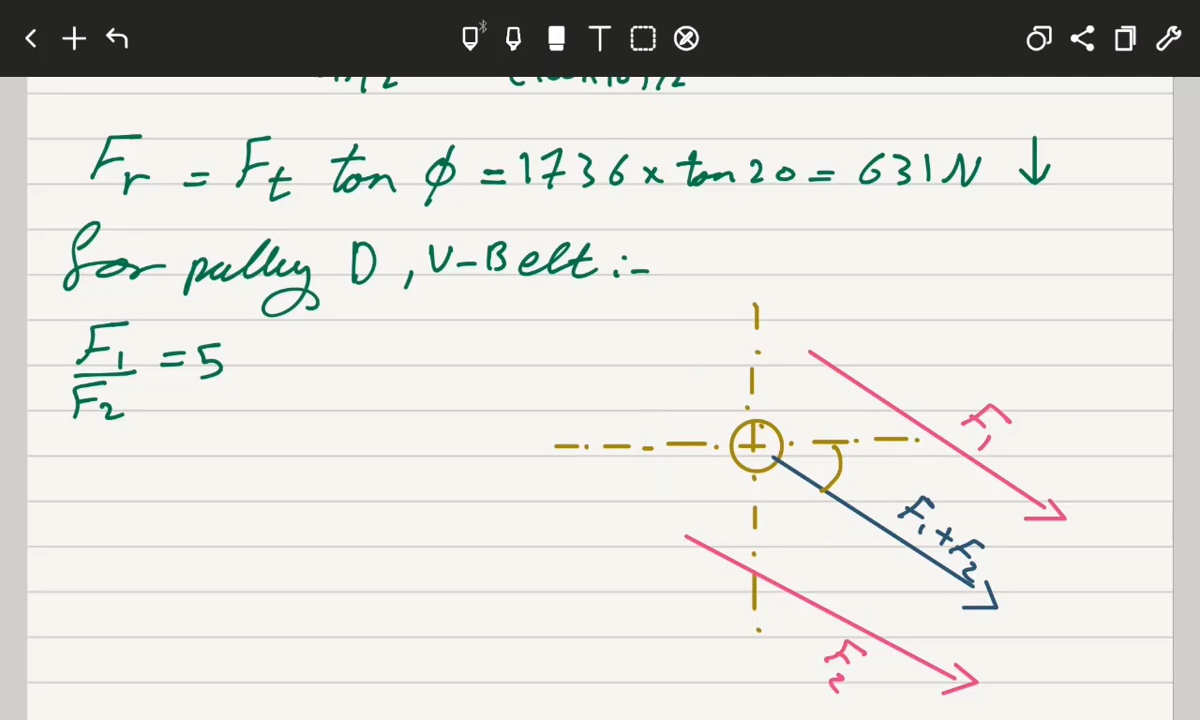 Fr = Ft tan φ = 1736 x tan 20 = 631 N ↓
for pulley D, V-Belt :-
F1/F2 = 5
F1
F1 + F2
F2